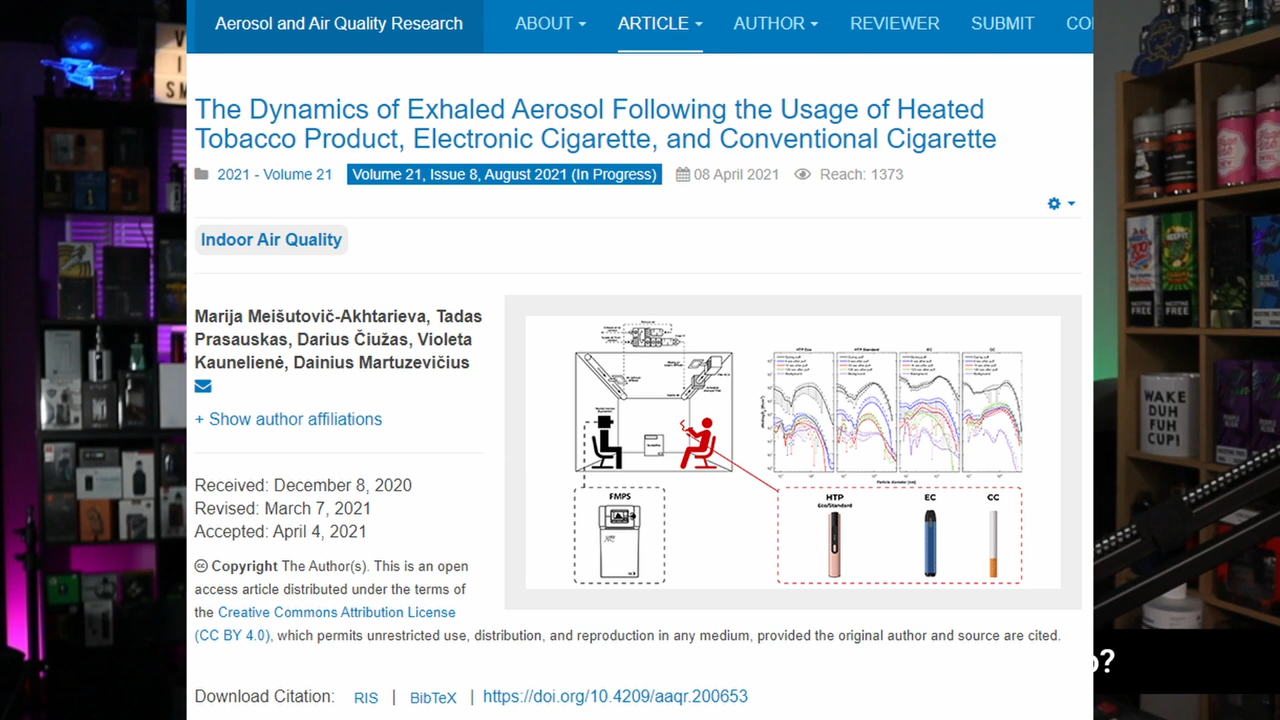 Aerosol and Air Quality Research
ABOUT
ARTICLE
AUTHOR
REVIEWER
SUBMIT
The Dynamics of Exhaled Aerosol Following the Usage of Heated
Tobacco Product, Electronic Cigarette, and Conventional Cigarette
2021 - Volume 21
Volume 21, Issue 8, August 2021 (In Progress)
08 April 2021
Reach: 1373
Indoor Air Quality
Marija Meišutovič-Akhtarieva, Tadas
Prasauskas, Darius Čiužas, Violeta
Kaunelienė, Dainius Martuzevičius
+ Show author affiliations
Received: December 8, 2020
Revised: March 7, 2021
Accepted: April 4, 2021
Copyright The Author(s). This is an open
access article distributed under the terms of
the Creative Commons Attribution License
(CC BY 4.0), which permits unrestricted use, distribution, and reproduction in any medium, provided the original author and source are cited.
Download Citation: RIS | BibTeX | https://doi.org/10.4209/aaqr.200653
HTP Eco
HTP Standard
EC
CC
FMPS
HTP
Eco/Standard
EC
CC
WAKE
DUH
FUH
CUP!
NICOTINE
FREE
NICOTINE
FREE